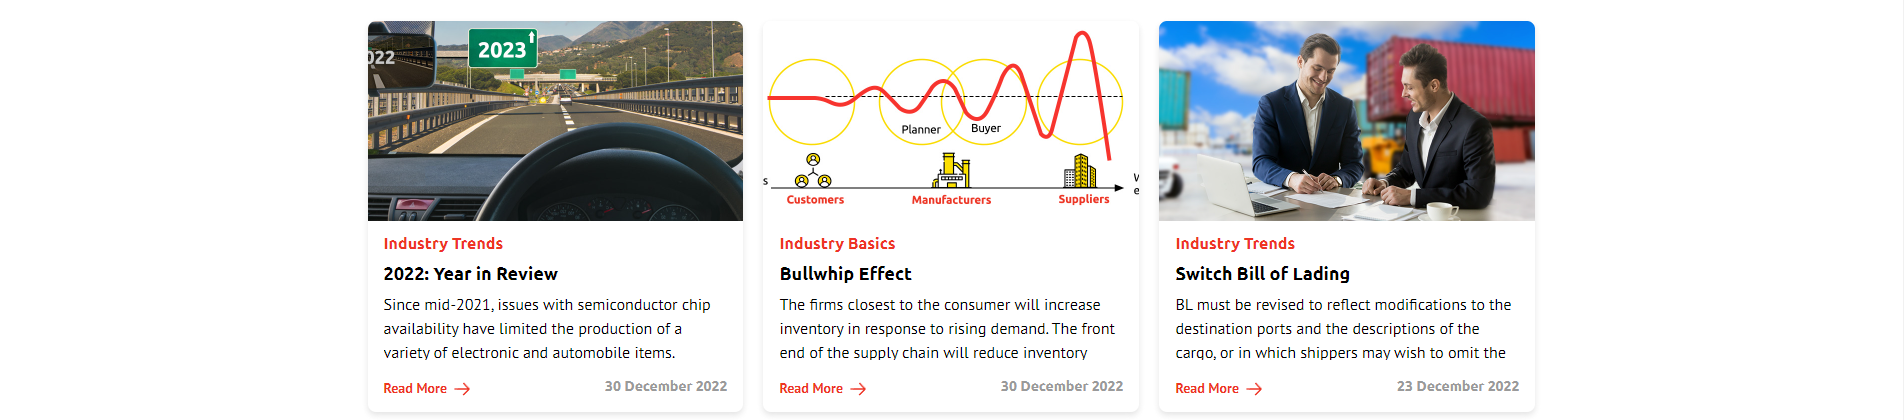 022
2023
Industry Trends
2022: Year in Review
Since mid-2021, issues with semiconductor chip
availability have limited the production of a
variety of electronic and automobile items.
Read More
30 December 2022
Planner
Buyer
s
W
e
Customers
Manufacturers
Suppliers
Industry Basics
Bullwhip Effect
The firms closest to the consumer will increase
inventory in response to rising demand. The front
end of the supply chain will reduce inventory
Read More
30 December 2022
Industry Trends
Switch Bill of Lading
BL must be revised to reflect modifications to the
destination ports and the descriptions of the
cargo, or in which shippers may wish to omit the
Read More
23 December 2022